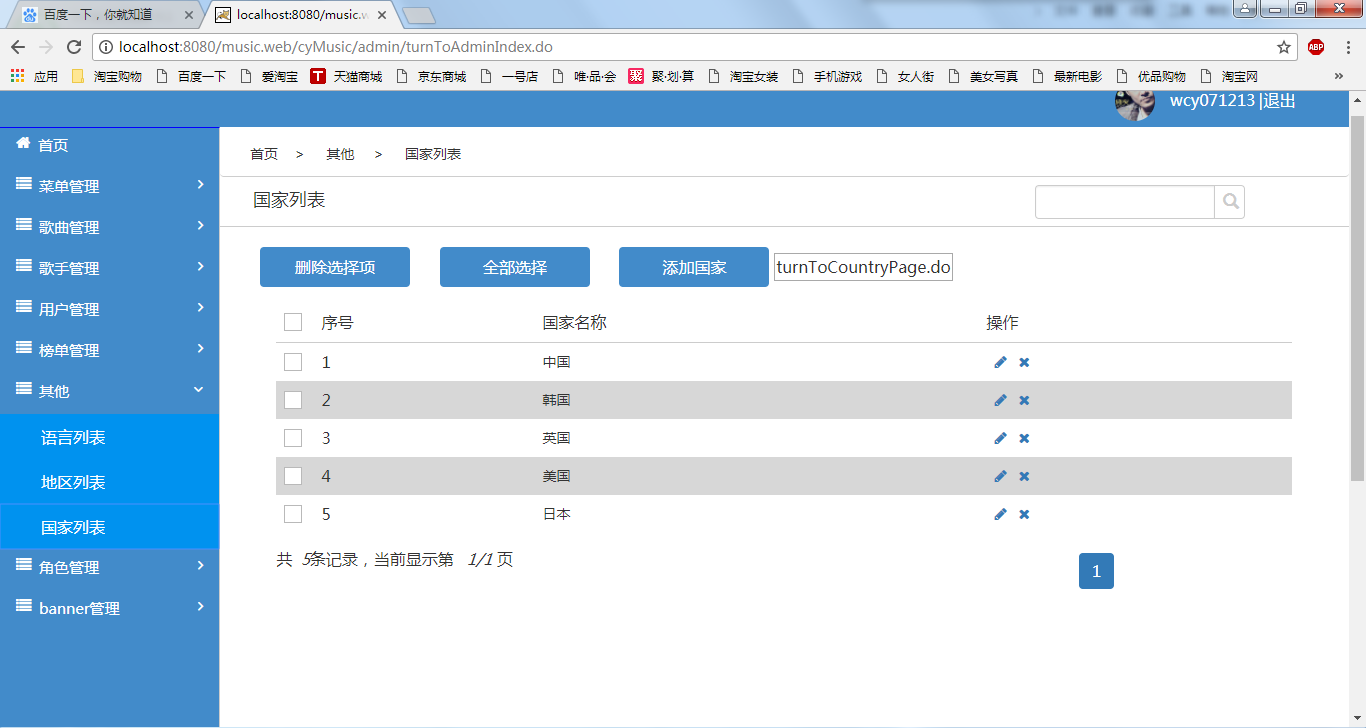 百度一下，你就知道
localhost:8080/music.w
localhost:8080/music.web/cyMusic/admin/turnToAdminIndex.do
ABP
应用 淘宝购物 百度一下 爱淘宝 T 天猫商城 京东商城 一号店 唯·品·会 聚 聚·划·算 淘宝女装 手机游戏 女人街 美女写真 最新电影 优品购物 淘宝网 »
wcy071213 |退出
首页
菜单管理
歌曲管理
歌手管理
用户管理
榜单管理
其他
语言列表
地区列表
国家列表
角色管理
banner管理
首页 > 其他 > 国家列表
国家列表
删除选择项 全部选择 添加国家 turnToCountryPage.do
序号 国家名称 操作
1 中国
2 韩国
3 英国
4 美国
5 日本
共 5条记录，当前显示第 1/1 页
1